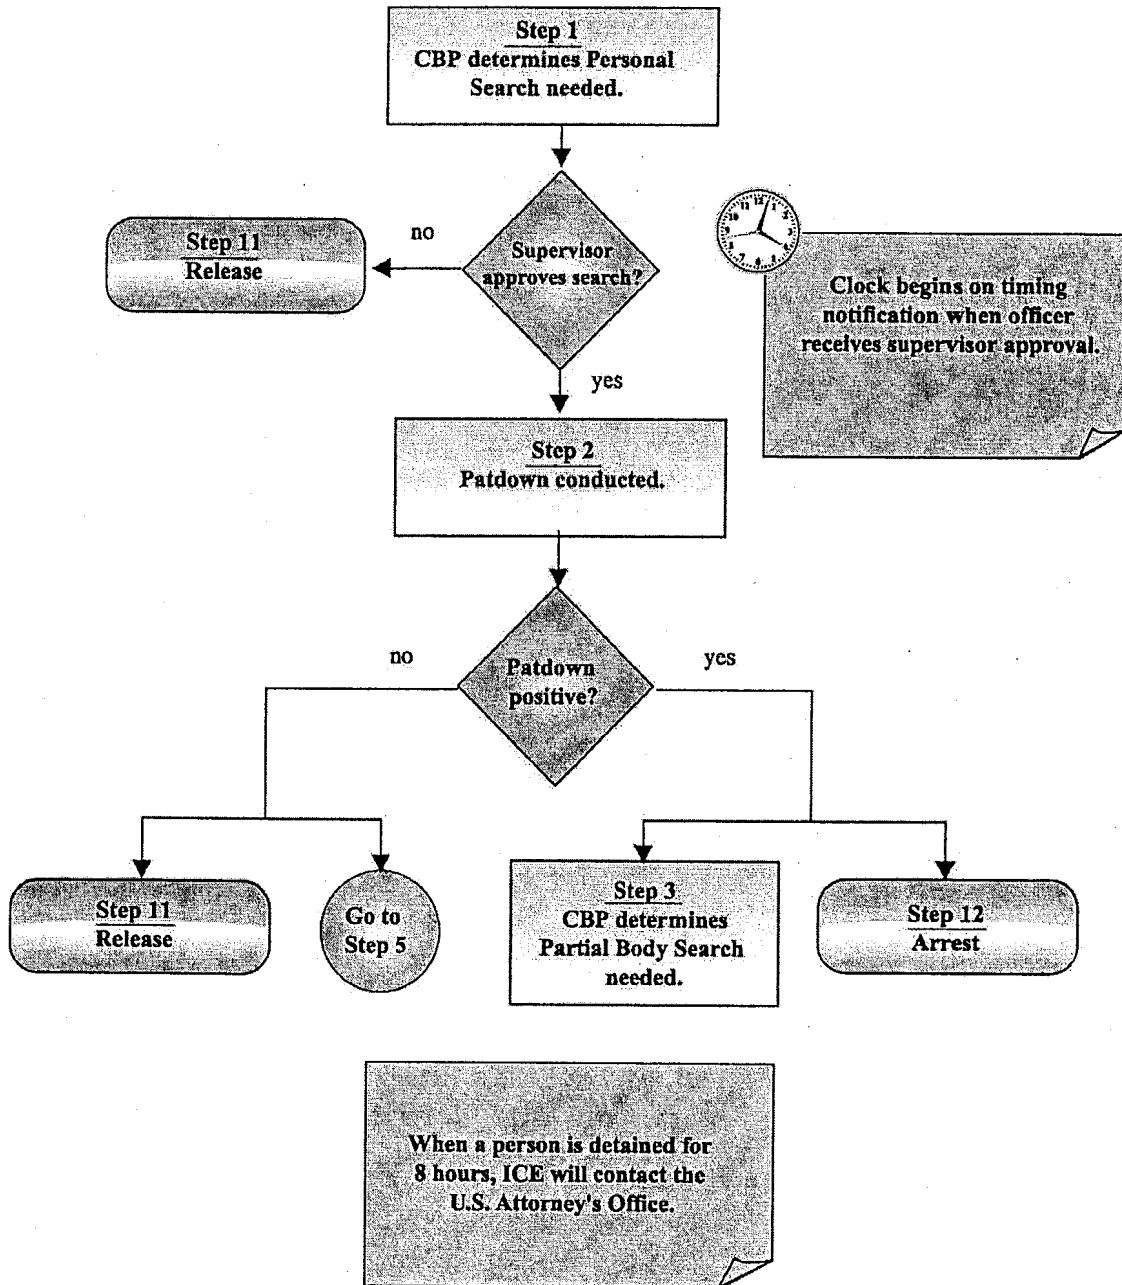 Step 1
CBP determines Personal
Search needed.
no
Step 11
Release
Supervisor
approves search?
Clock begins on timing
notification when officer
receives supervisor approval.
yes
Step 2
Patdown conducted.
no
Patdown
positive?
yes
Step 11
Release
Go to
Step 5
Step 3
CBP determines
Partial Body Search
needed.
Step 12
Arrest
When a person is detained for
8 hours, ICE will contact the
U.S. Attorney's Office.